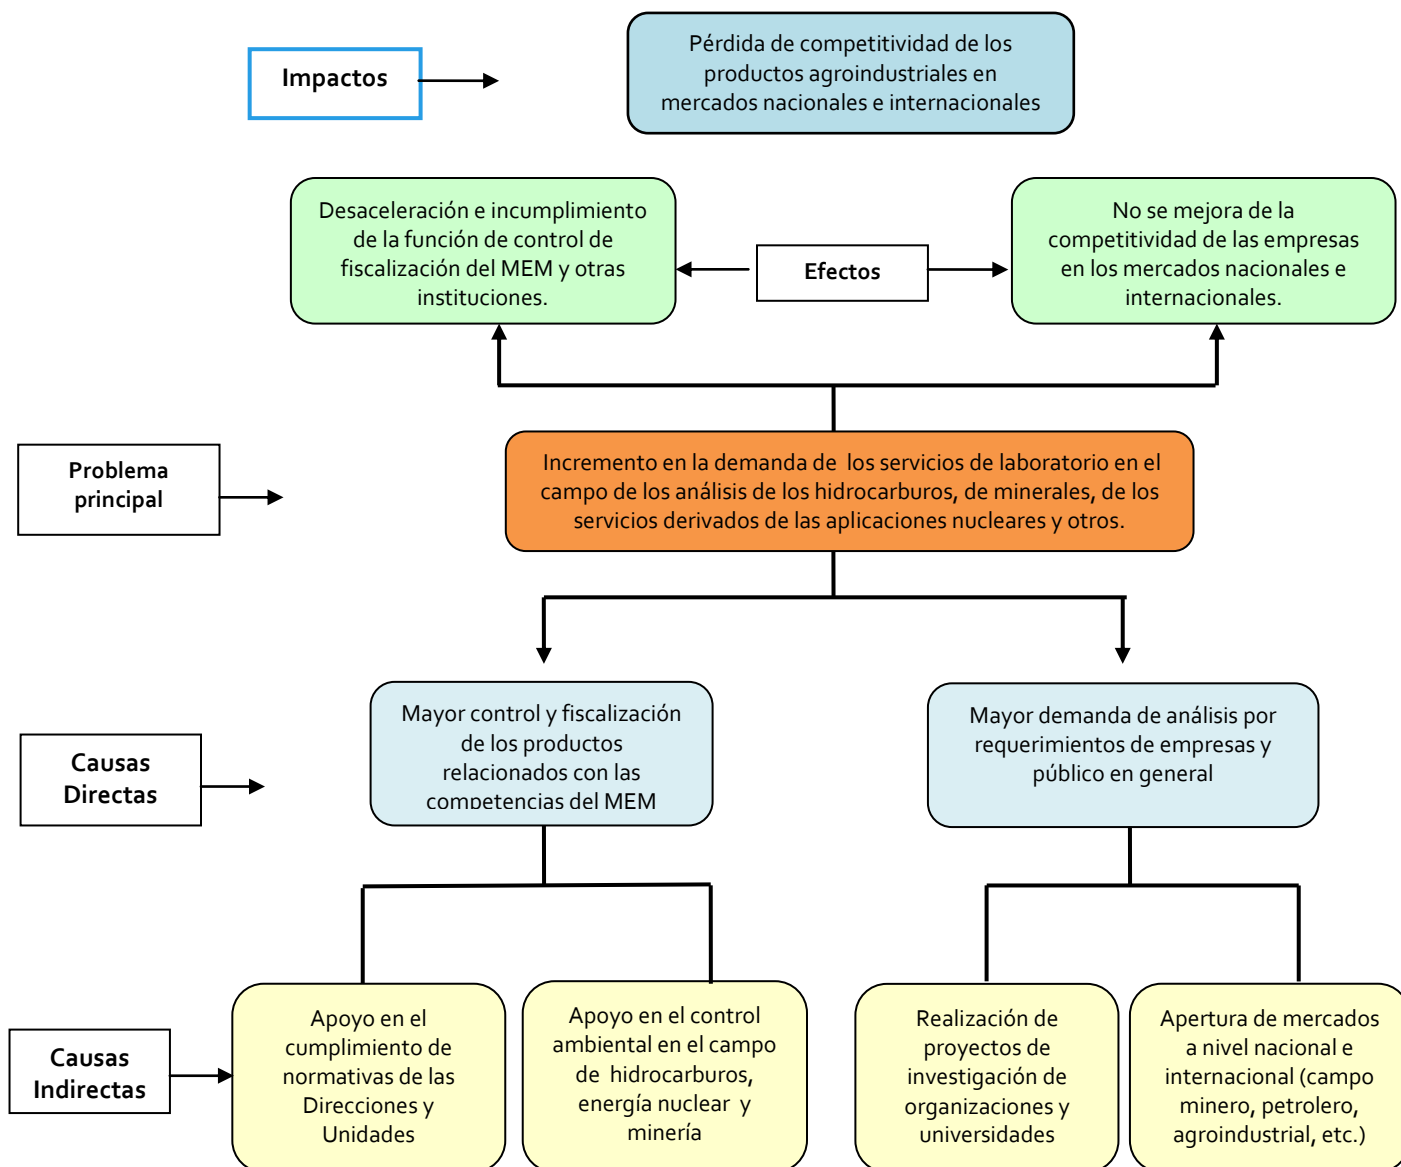 Impactos
Pérdida de competitividad de los
productos agroindustriales en
mercados nacionales e internacionales
Desaceleración e incumplimiento
de la función de control de
fiscalización del MEM y otras
instituciones.
Efectos
No se mejora de la
competitividad de las empresas
en los mercados nacionales e
internacionales.
Problema
principal
Incremento en la demanda de los servicios de laboratorio en el
campo de los análisis de los hidrocarburos, de minerales, de los
servicios derivados de las aplicaciones nucleares y otros.
Causas
Directas
Mayor control y fiscalización
de los productos
relacionados con las
competencias del MEM
Mayor demanda de análisis por
requerimientos de empresas y
público en general
Causas
Indirectas
Apoyo en el
cumplimiento de
normativas de las
Direcciones y
Unidades
Apoyo en el control
ambiental en el campo
de hidrocarburos,
energía nuclear y
minería
Realización de
proyectos de
investigación de
organizaciones y
universidades
Apertura de mercados
a nivel nacional e
internacional (campo
minero, petrolero,
agroindustrial, etc.)